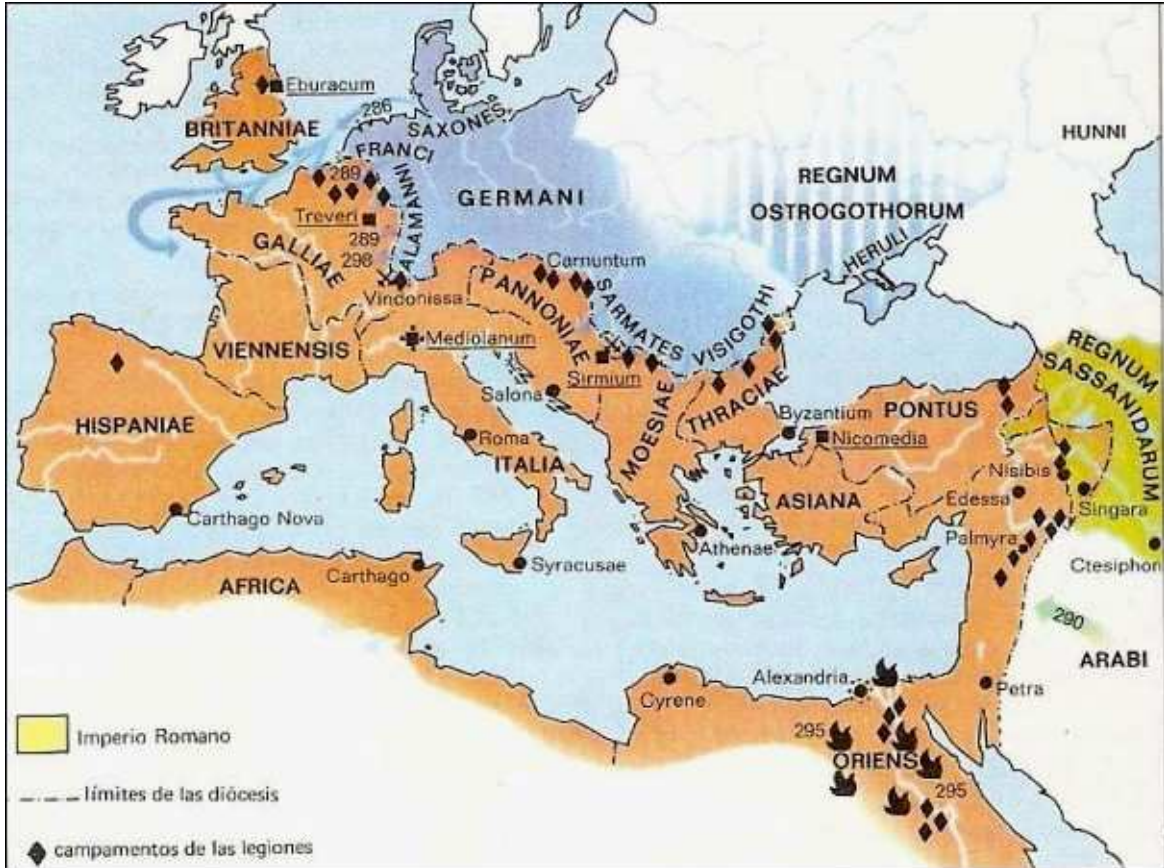 Eburacum
286
BRITANNIAE
SAXONES
HUNNI
FRANCI
289
ALAMANNI
GERMANI
REGNUM
OSTROGOTHORUM
Treveri
289
298
GALLIAE
HERULI
Carnuntum
Vindonissa
PANNONIAE
SARMATES
VISIGOTHI
Mediolanum
VIENNENSIS
Sirmium
REGNUM
SASSANIDARUM
Salona
THRACIAE
Byzantium
PONTUS
HISPANIAE
Roma
MOESIAE
Nicomedia
ITALIA
Nisibis
ASIANA
Edessa
Singara
Carthago Nova
Athenae
Palmyra
Carthago
Syracusae
Ctesiphon
AFRICA
290
ARABI
Alexandria
Cyrene
Petra
295
ORIENS
295
Imperio Romano
límites de las diócesis
campamentos de las legiones